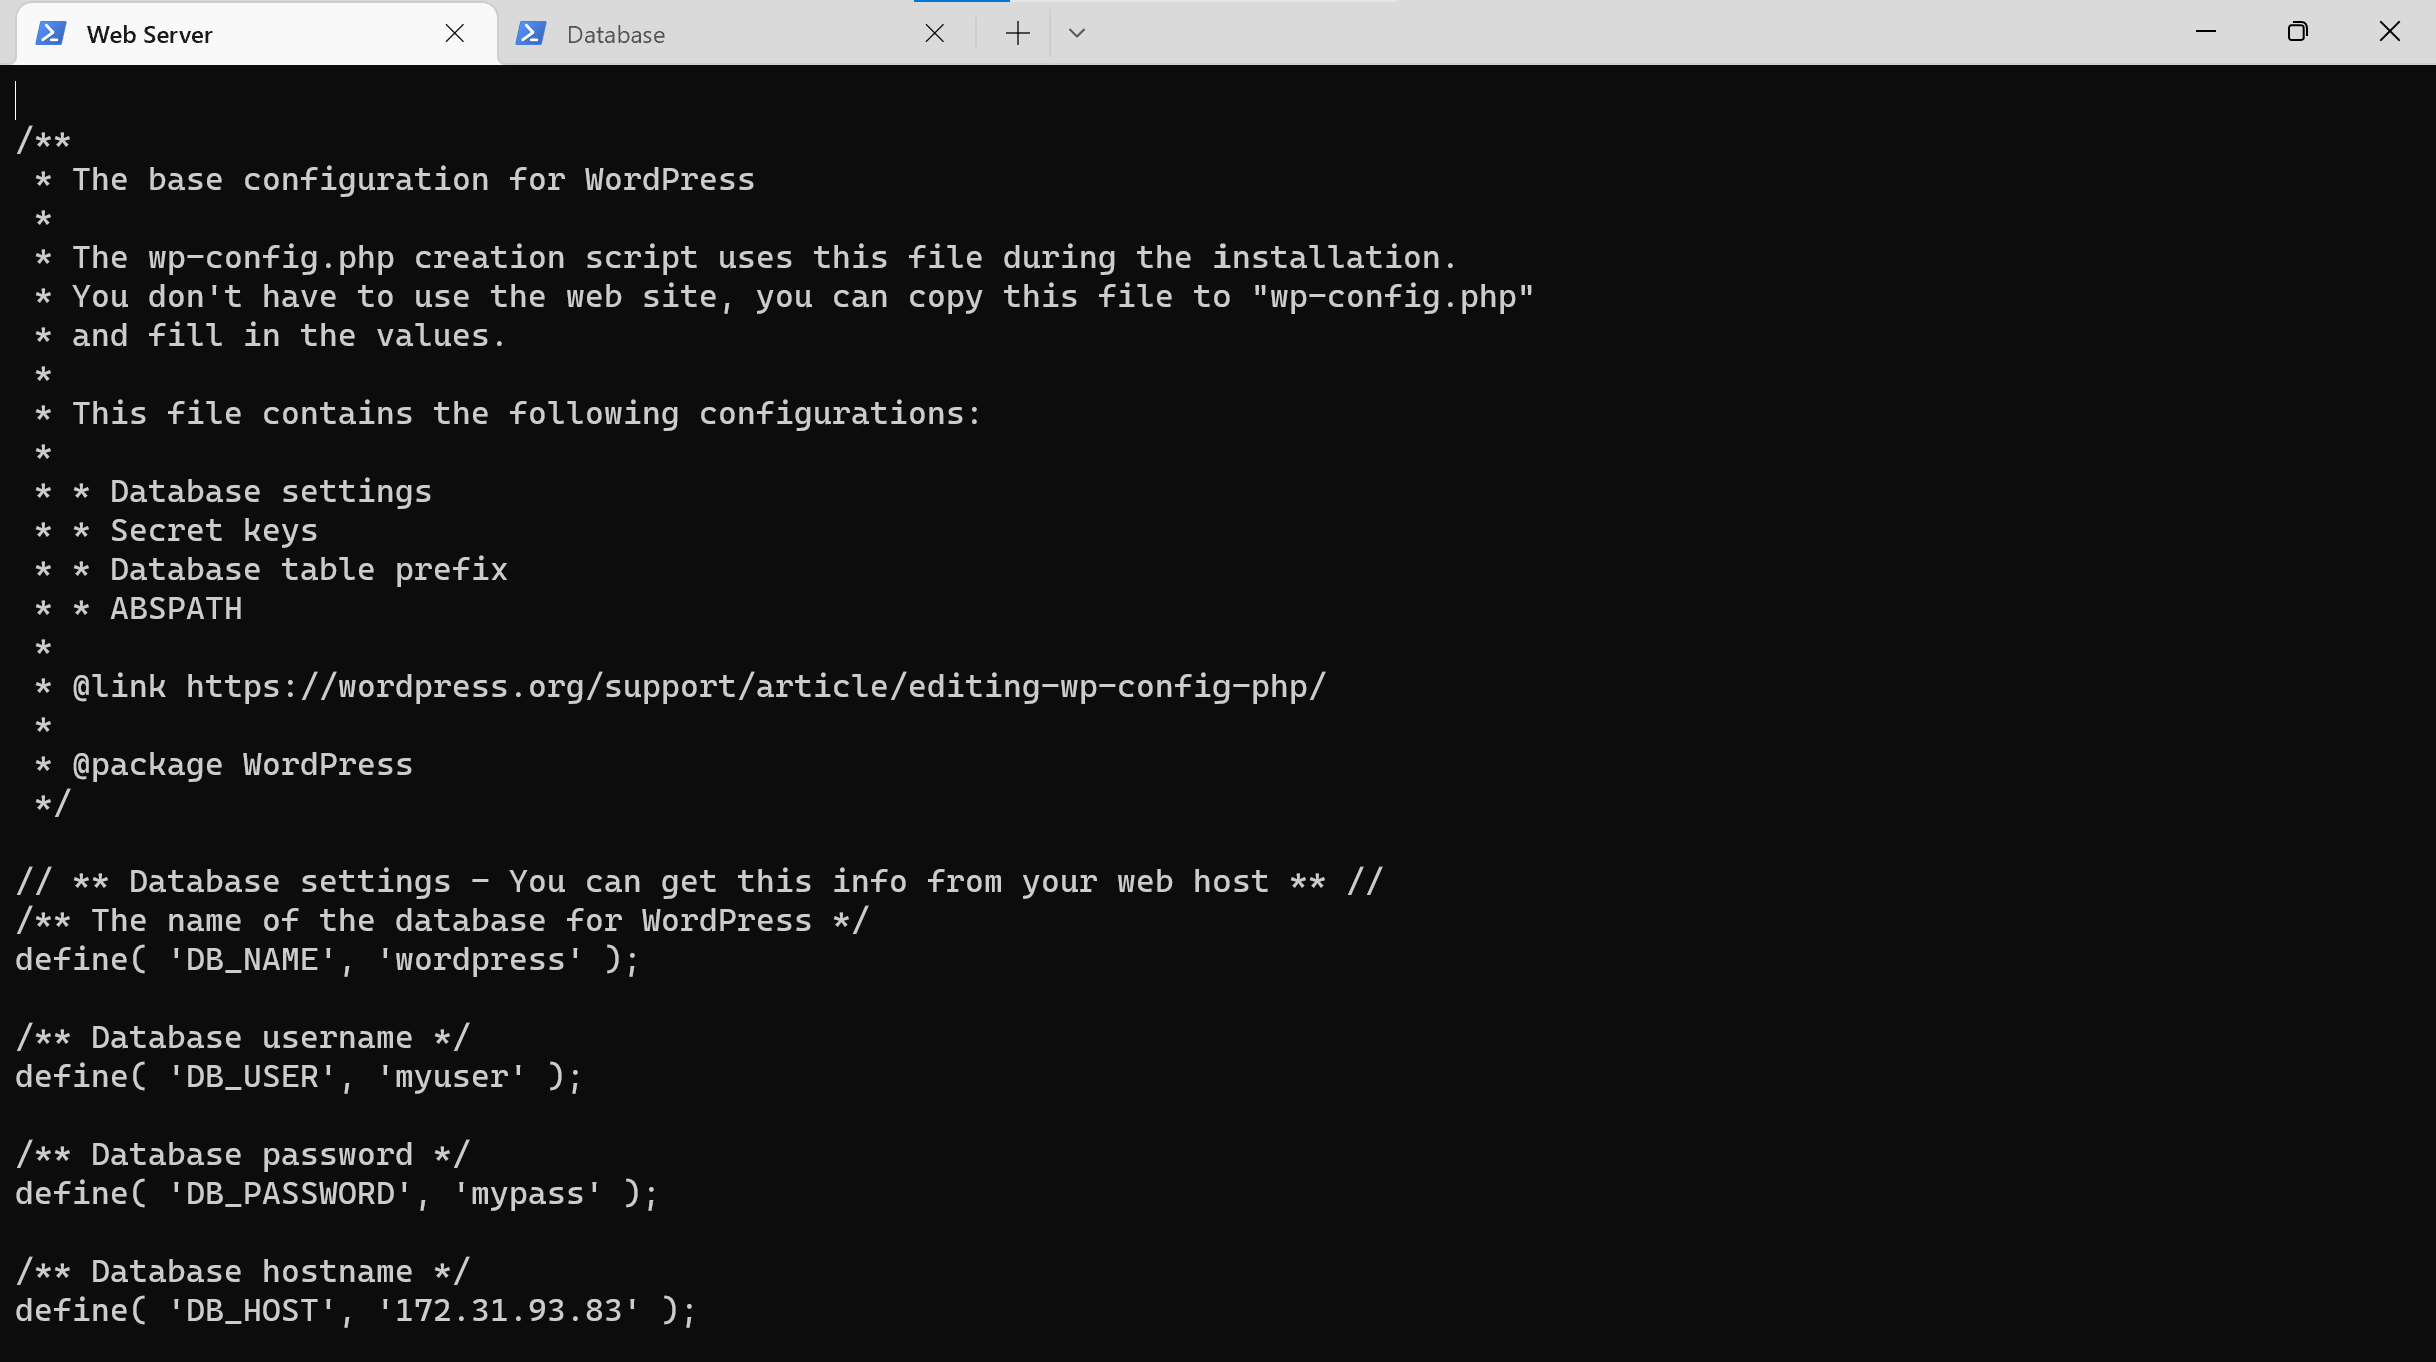 Web Server
Database
/**
 * The base configuration for WordPress
 *
 * The wp-config.php creation script uses this file during the installation.
 * You don't have to use the web site, you can copy this file to "wp-config.php"
 * and fill in the values.
 *
 * This file contains the following configurations:
 *
 * * Database settings
 * * Secret keys
 * * Database table prefix
 * * ABSPATH
 *
 * @link https://wordpress.org/support/article/editing-wp-config-php/
 *
 * @package WordPress
 */
// ** Database settings - You can get this info from your web host ** //
/** The name of the database for WordPress */
define( 'DB_NAME', 'wordpress' );
/** Database username */
define( 'DB_USER', 'myuser' );
/** Database password */
define( 'DB_PASSWORD', 'mypass' );
/** Database hostname */
define( 'DB_HOST', '172.31.93.83' );